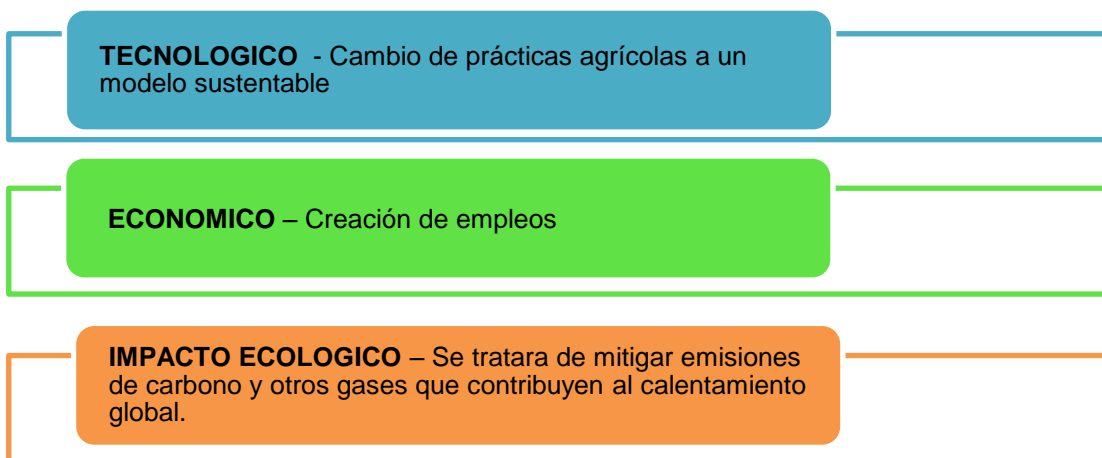 TECNOLOGICO - Cambio de prácticas agrícolas a un
modelo sustentable
ECONOMICO – Creación de empleos
IMPACTO ECOLOGICO – Se tratara de mitigar emisiones
de carbono y otros gases que contribuyen al calentamiento
global.